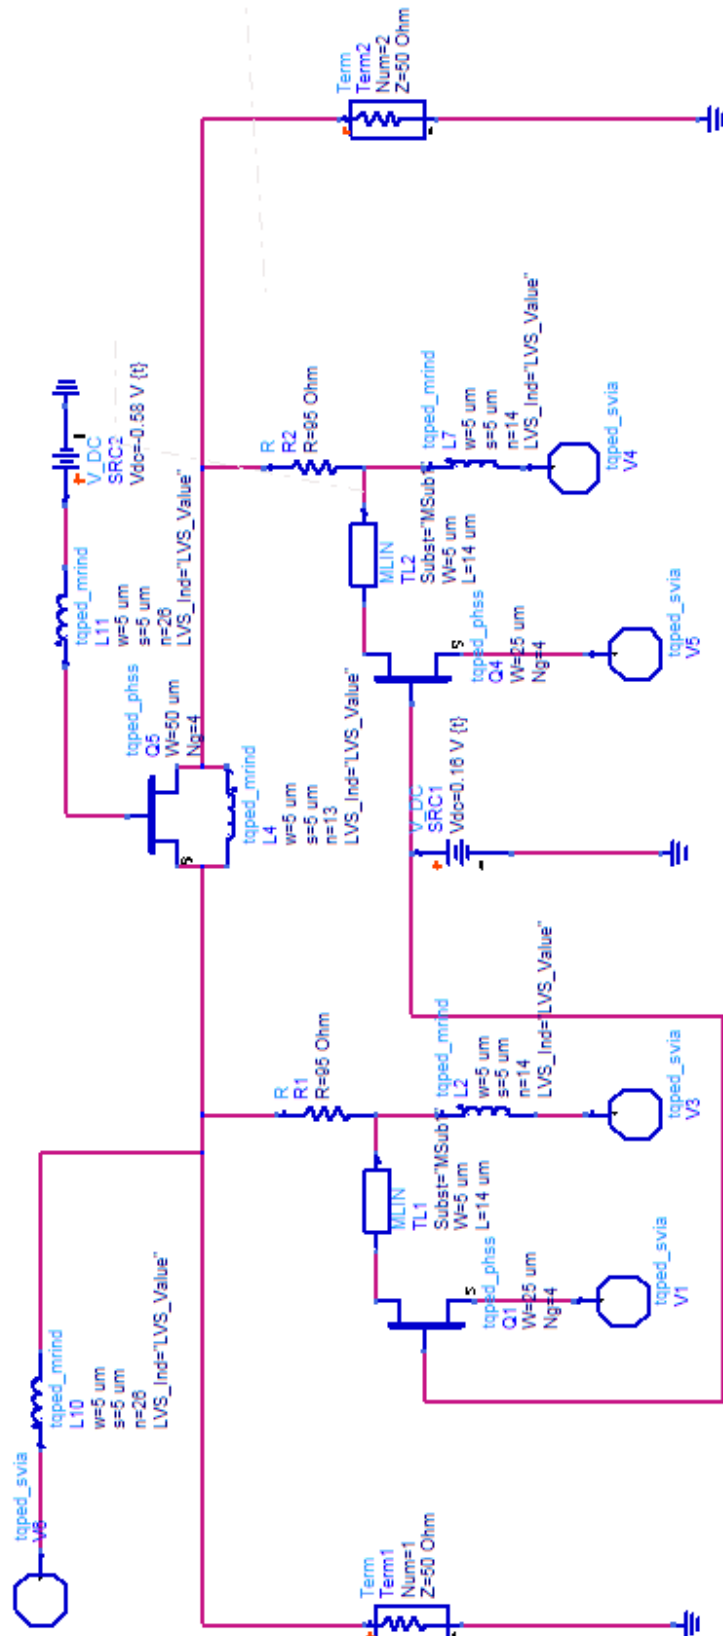 tqped_svia
V6
tqped_mrind
L10
w=5 um
s=5 um
n=26
LVS_Ind="LVS_Value"
Term
Term1
Num=1
Z=50 Ohm
R
R1
R=95 Ohm
MLIN
TL1
Subst="MSub1
W=5 um
L=14 um
tqped_mrind
L2
w=5 um
s=5 um
n=14
LVS_Ind="LVS_Value"
tqped_phss
Q1
W=25 um
Ng=4
S
tqped_svia
V1
tqped_svia
V3
tqped_phss
Q5
W=50 um
Ng=4
S
tqped_mrind
L4
w=5 um
s=5 um
n=13
LVS_Ind="LVS_Value"
tqped_mrind
L11
w=5 um
s=5 um
n=26
LVS_Ind="LVS_Value"
V_DC
SRC2
Vdc=-0.58 V {t}
V_DC
SRC1
Vdc=0.16 V {t}
R
R2
R=95 Ohm
MLIN
TL2
Subst="MSub1
W=5 um
L=14 um
tqped_mrind
L7
w=5 um
s=5 um
n=14
LVS_Ind="LVS_Value"
tqped_phss
Q4
W=25 um
Ng=4
S
tqped_svia
V5
tqped_svia
V4
Term
Term2
Num=2
Z=50 Ohm